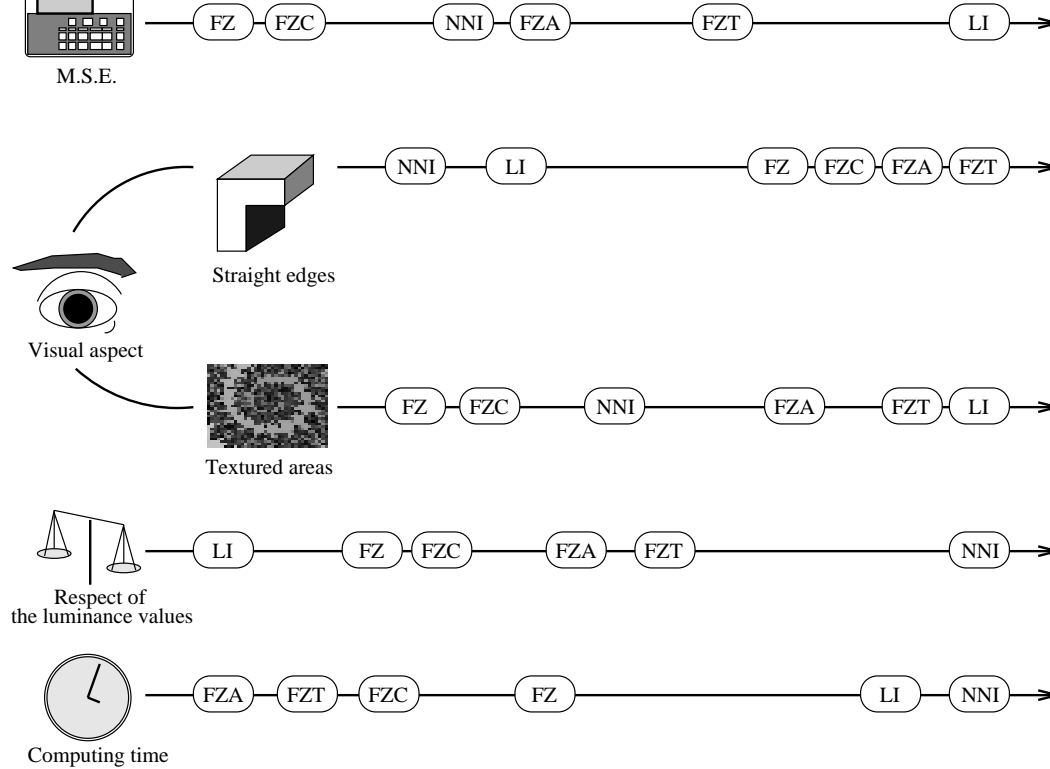 FZ FZC NNI FZA FZT LI
M.S.E.
NNI LI FZ FZC FZA FZT
Straight edges
Visual aspect
FZ FZC NNI FZA FZT LI
Textured areas
LI FZ FZC FZA FZT NNI
Respect of
the luminance values
FZA FZT FZC FZ LI NNI
Computing time